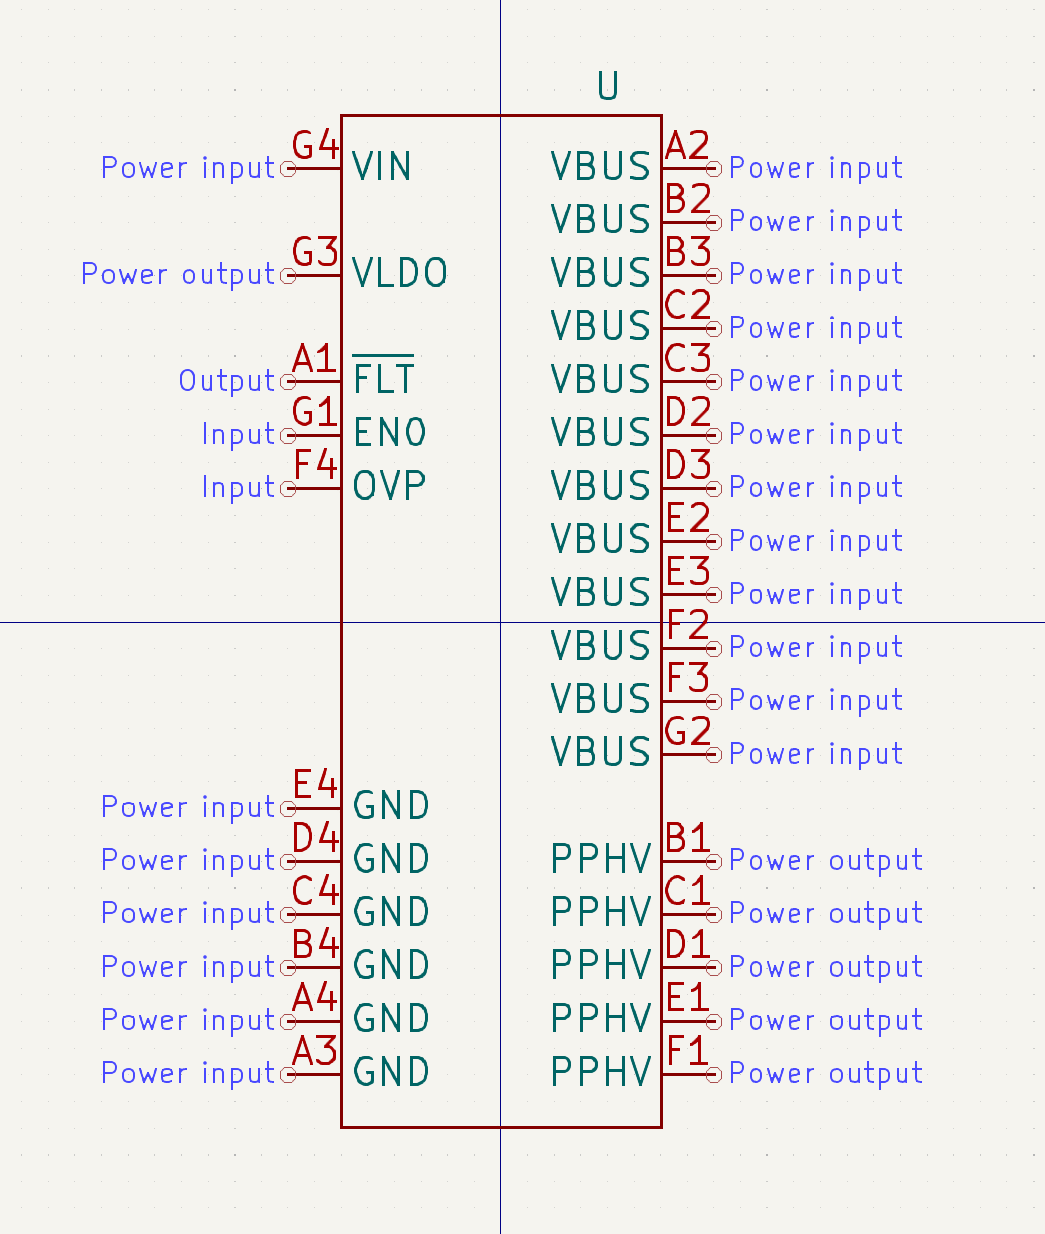 U
G4
Power input VIN
G3
Power output VLDO
A1
Output FLT
G1
Input EN0
F4
Input OVP
E4
Power input GND
D4
Power input GND
C4
Power input GND
B4
Power input GND
A4
Power input GND
A3
Power input GND
A2
VBUS Power input
B2
VBUS Power input
B3
VBUS Power input
C2
VBUS Power input
C3
VBUS Power input
D2
VBUS Power input
D3
VBUS Power input
E2
VBUS Power input
E3
VBUS Power input
F2
VBUS Power input
F3
VBUS Power input
G2
VBUS Power input
B1
PPHV Power output
C1
PPHV Power output
D1
PPHV Power output
E1
PPHV Power output
F1
PPHV Power output